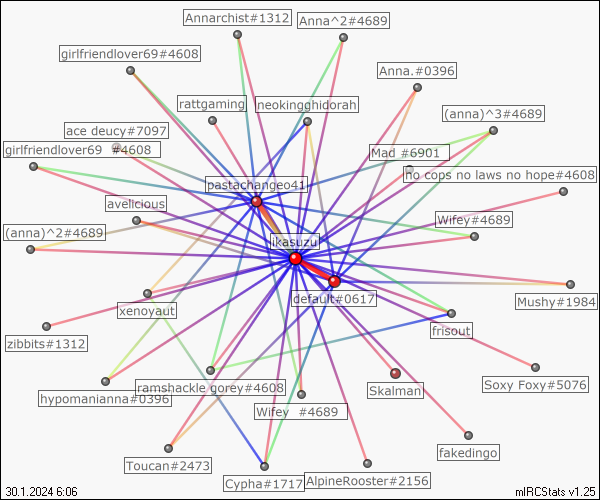 Annarchist#1312
Anna^2#4689
girlfriendlover69#4608
Anna.#0396
rattgaming
neokingghidorah
(anna)^3#4689
ace deucy#7097
girlfriendlover69 #4608
Mad #6901
no cops no laws no hope#4608
pastachangeo41
avelicious
Wifey#4689
(anna)^2#4689
ikasuzu
default#0617
Mushy#1984
xenoyaut
frisout
zibbits#1312
Soxy Foxy#5076
ramshackle gorey#4608
Skalman
hypomanianna#0396
Wifey #4689
fakedingo
Toucan#2473
Cypha#1717
AlpineRooster#2156
30.1.2024 6:06
mIRCStats v1.25